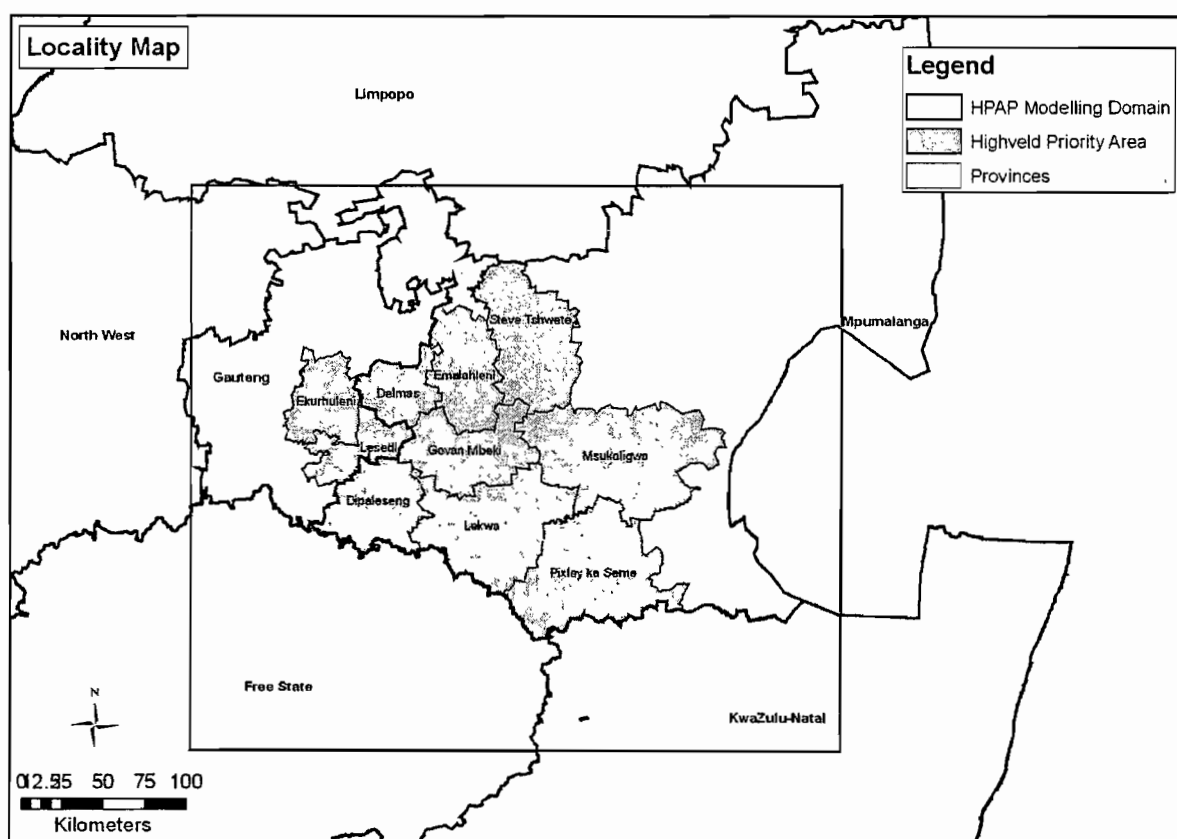 Locality Map
Legend
HPAP Modelling Domain
Highveld Priority Area
Provinces
Limpopo
North West
Gauteng
Mpumalanga
Steve Tshwete
Emalahleni
Delmas
Ekurhuleni
Lesedi
Govan Mbeki
Msukaligwa
Dipaleseng
Lekwa
Pixley ka Seme
Free State
KwaZulu-Natal
N
0 12.5 25 50 75 100
Kilometers